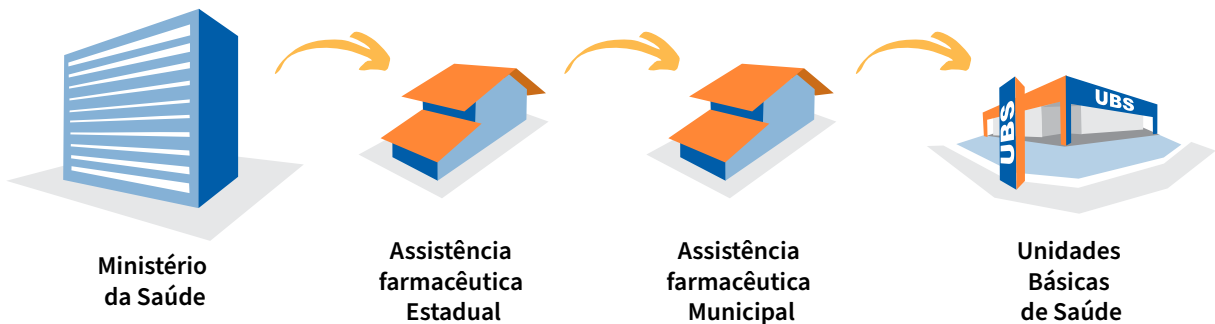 UBS
UBS
Ministério
da Saúde
Assistência
farmacêutica
Estadual
Assistência
farmacêutica
Municipal
Unidades
Básicas
de Saúde